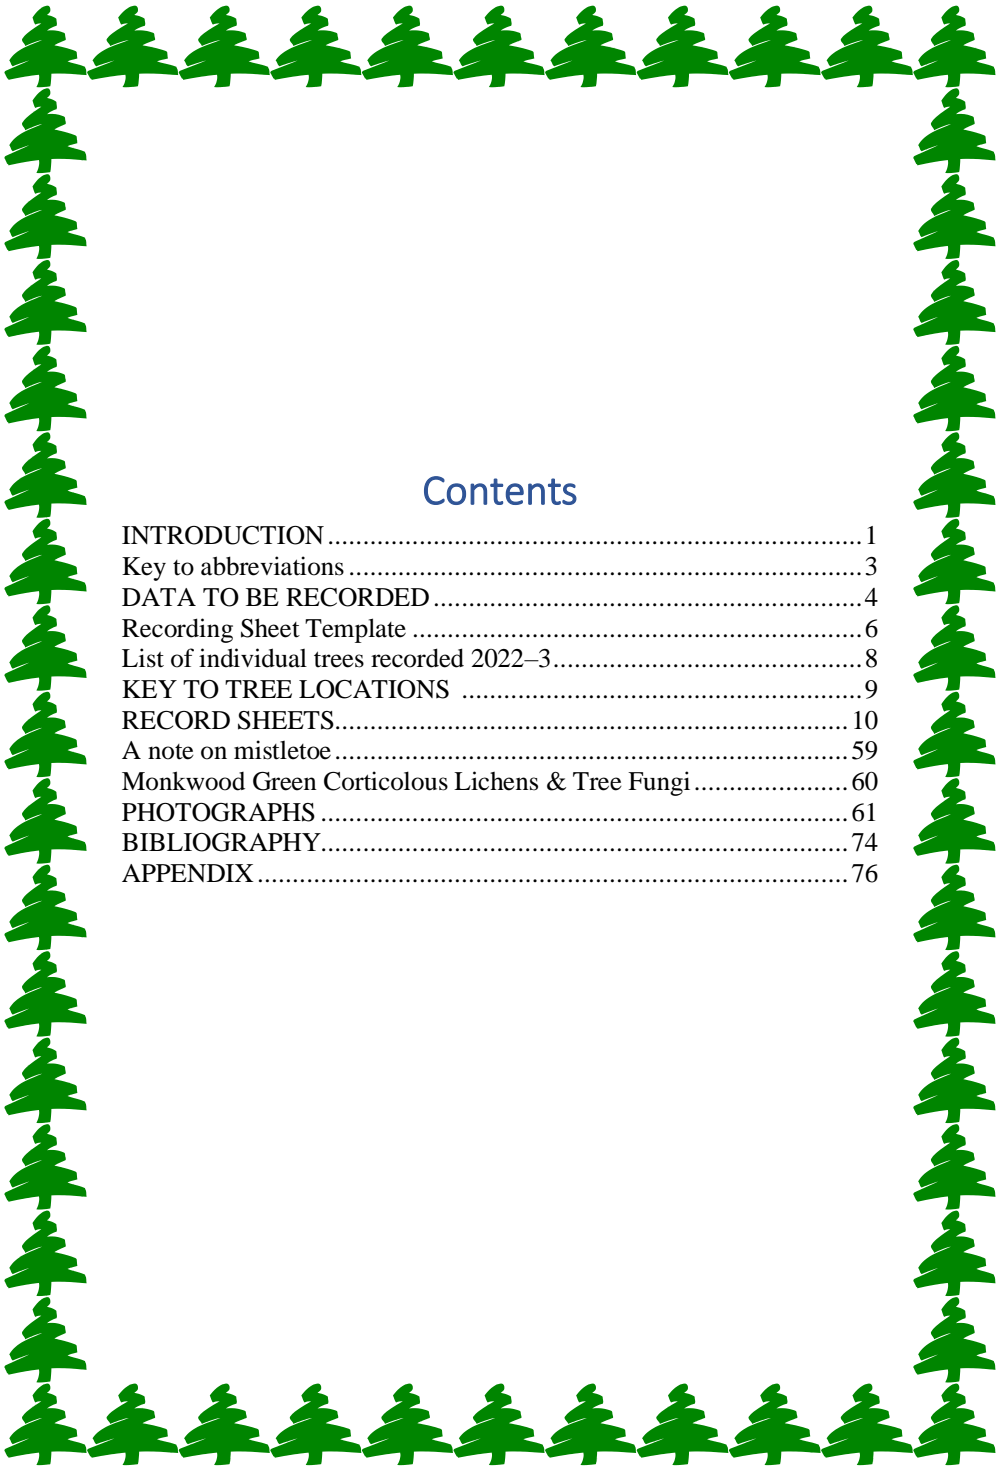 Contents
INTRODUCTION ............................................................................ 1
Key to abbreviations ......................................................................... 3
DATA TO BE RECORDED ............................................................. 4
Recording Sheet Template ................................................................ 6
List of individual trees recorded 2022–3............................................ 8
KEY TO TREE LOCATIONS ......................................................... 9
RECORD SHEETS......................................................................... 10
A note on mistletoe ......................................................................... 59
Monkwood Green Corticolous Lichens & Tree Fungi ...................... 60
PHOTOGRAPHS ........................................................................... 61
BIBLIOGRAPHY........................................................................... 74
APPENDIX .................................................................................... 76